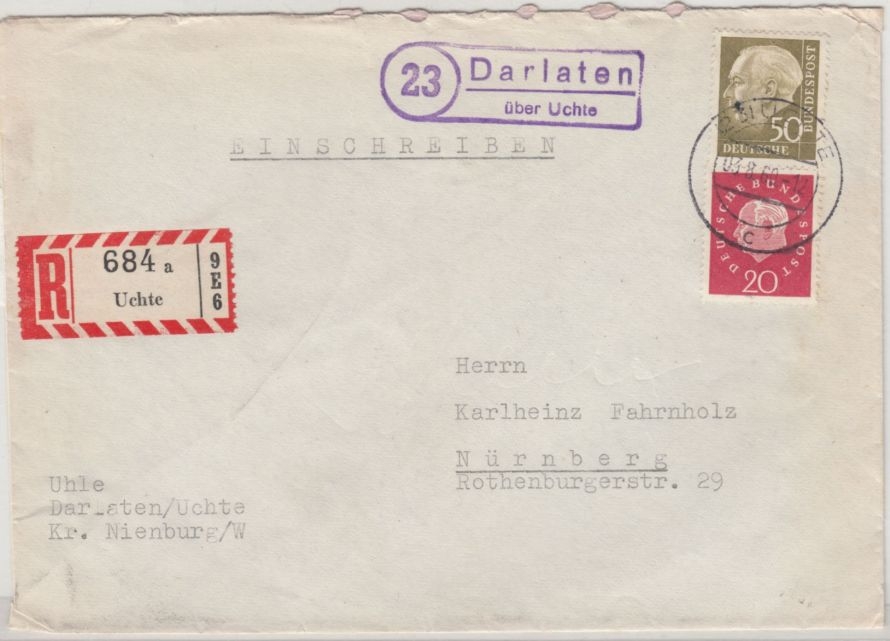 23 Darlaten
über Uchte
EINSCHREIBEN
50
DEUTSCHE BUNDESPOST
DEUTSCHE BUNDESPOST
20
C
R 684 a
Uchte
9
E
6
Herrn
Karlheinz Fahrnholz
Nürnberg
Rothenburgerstr. 29
Uhle
Darlaten/Uchte
Kr. Nienburg/W